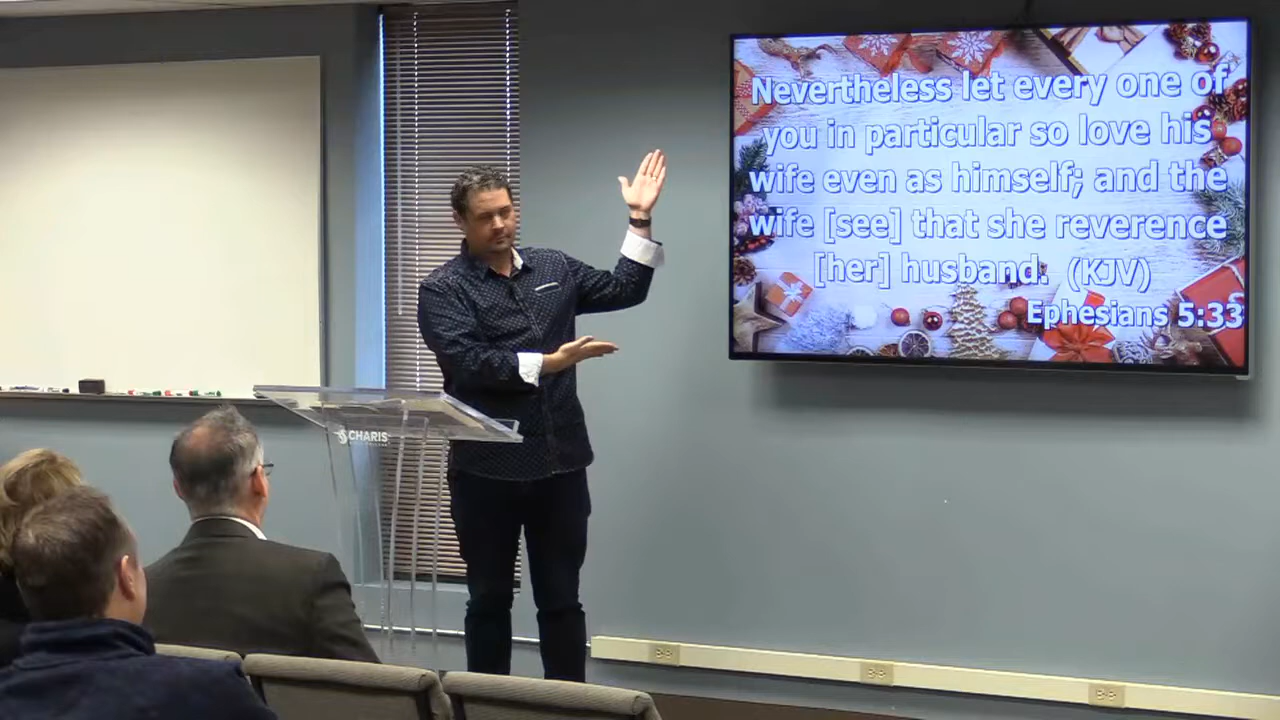 Nevertheless let every one of
you in particular so love his
wife even as himself; and the
wife [see] that she reverence
[her] husband. (KJV)
Ephesians 5:33
CHARIS